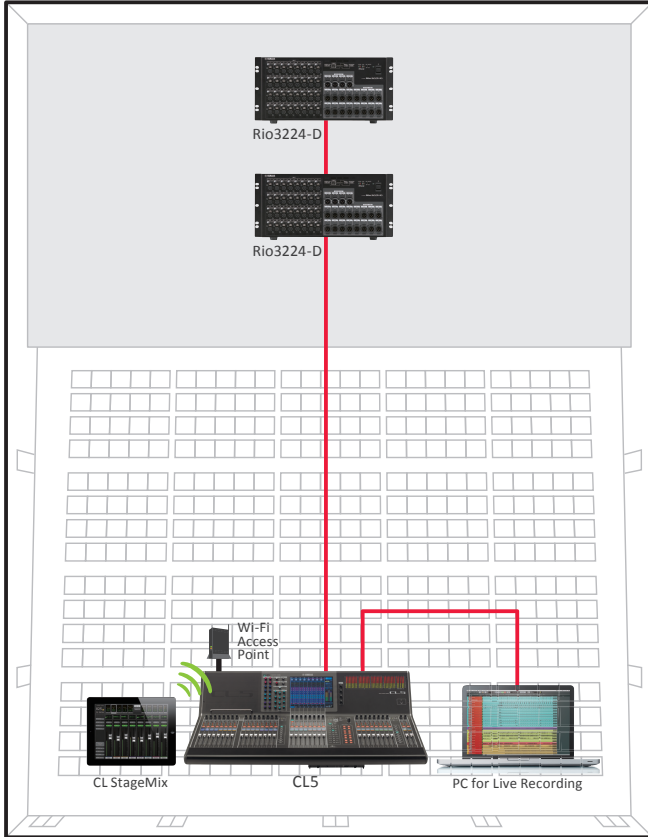 Rio3224-D
Rio3224-D
Wi-Fi
Access
Point
CL StageMix
CL5
PC for Live Recording